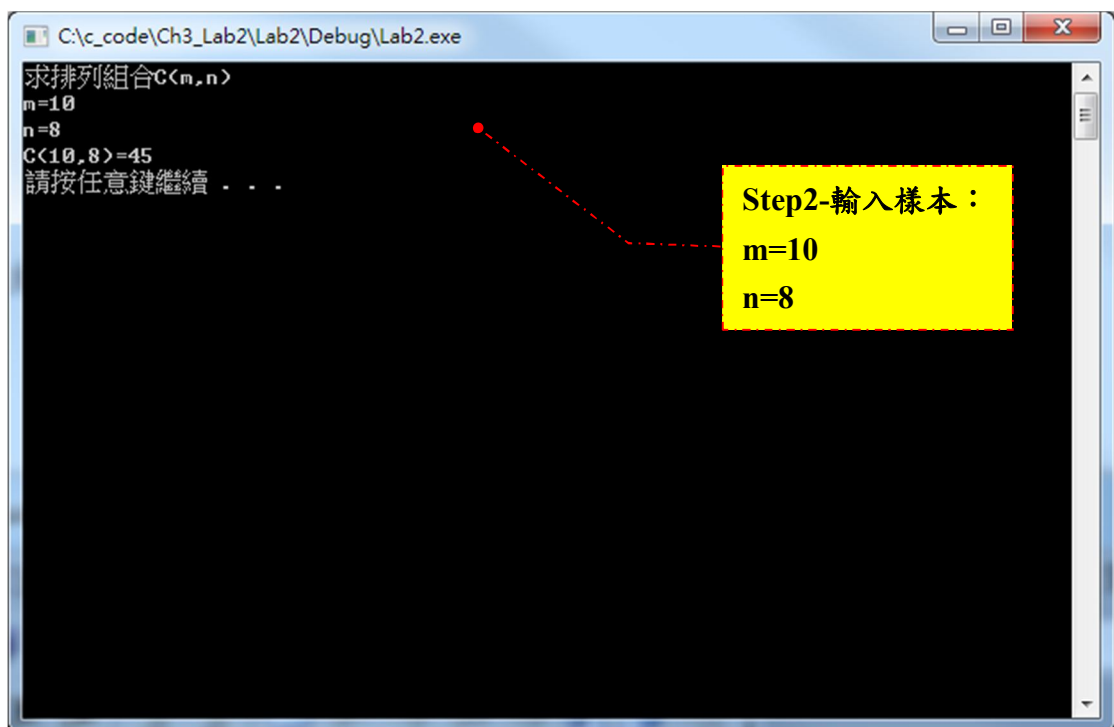 C:\c_code\Ch3_Lab2\Lab2\Debug\Lab2.exe
求排列組合C(m,n)
m=10
n=8
C(10,8)=45
請按任意鍵繼續 . . .
Step2-輸入樣本：
m=10
n=8